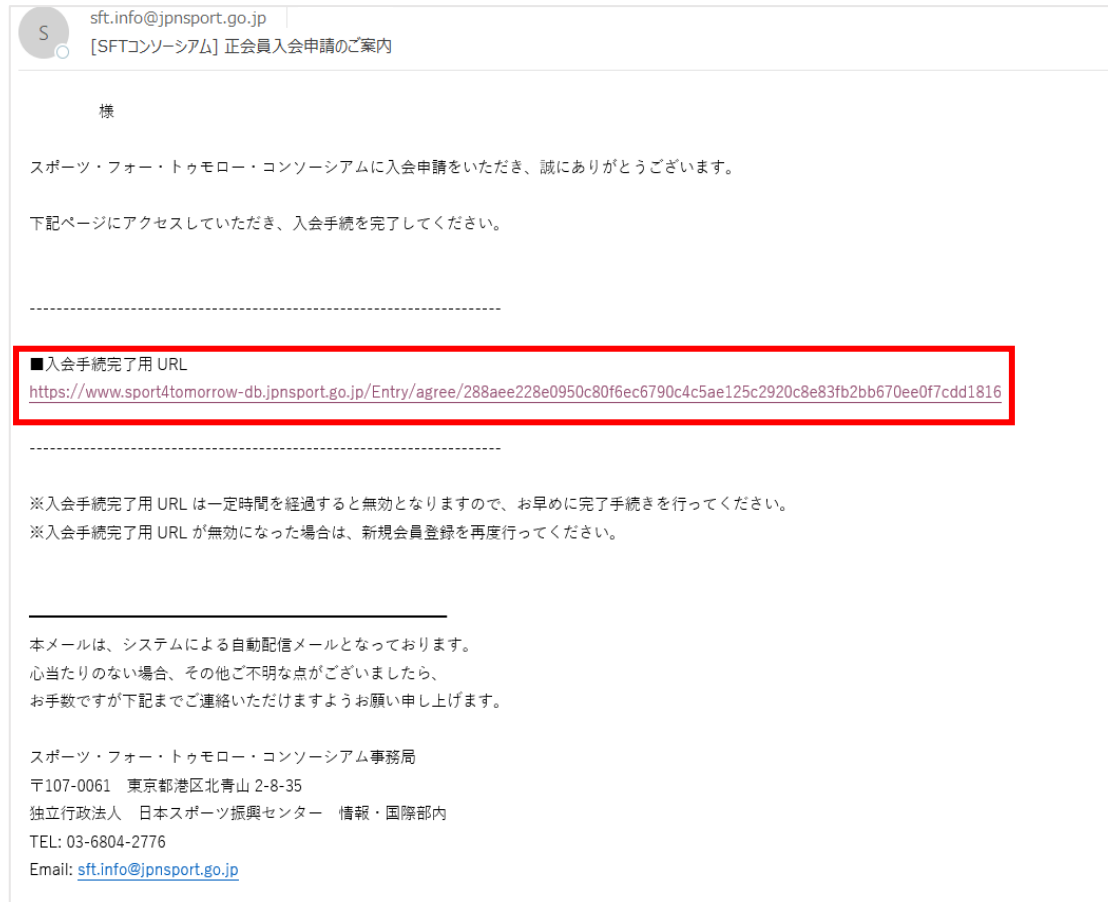 S
sft.info@jpnsport.go.jp
[SFTコンソーシアム] 正会員入会申請のご案内
様
スポーツ・フォー・トゥモロー・コンソーシアムに入会申請をいただき、誠にありがとうございます。
下記ページにアクセスしていただき、入会手続を完了してください。
----------------------------------------------------------------------
■入会手続完了用 URL
https://www.sport4tomorrow-db.jpnsport.go.jp/Entry/agree/288aee228e0950c80f6ec6790c4c5ae125c2920c8e83fb2bb670ee0f7cdd1816
----------------------------------------------------------------------
※入会手続完了用 URL は一定時間を経過すると無効となりますので、お早めに完了手続きを行ってください。
※入会手続完了用 URL が無効になった場合は、新規会員登録を再度行ってください。
本メールは、システムによる自動配信メールとなっております。
心当たりのない場合、その他ご不明な点がございましたら、
お手数ですが下記までご連絡いただけますようお願い申し上げます。
スポーツ・フォー・トゥモロー・コンソーシアム事務局
〒107-0061 東京都港区北青山 2-8-35
独立行政法人 日本スポーツ振興センター 情報・国際部内
TEL: 03-6804-2776
Email: sft.info@jpnsport.go.jp